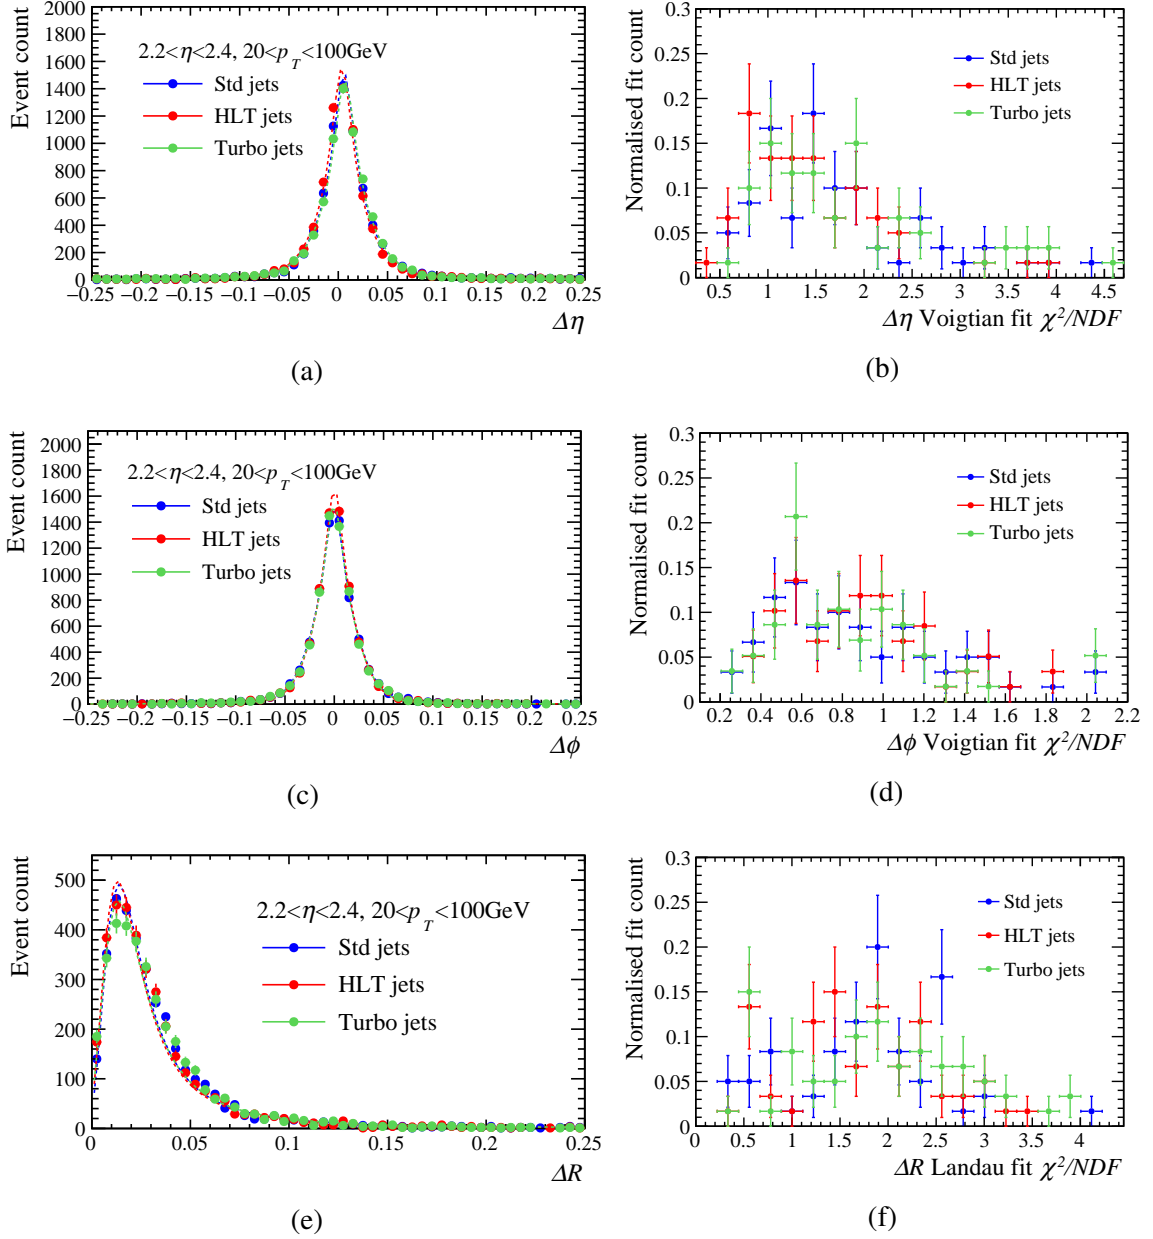 Event count
2000
1800
1600
1400
1200
1000
800
600
400
200
0
2.2<η<2.4, 20<p_T<100GeV
Std jets
HLT jets
Turbo jets
−0.25 −0.2 −0.15 −0.1 −0.05 0 0.05 0.1 0.15 0.2 0.25
Δη
(a)
Normalised fit count
0.3
0.25
0.2
0.15
0.1
0.05
0
Std jets
HLT jets
Turbo jets
0.5 1 1.5 2 2.5 3 3.5 4 4.5
Δη Voigtian fit χ²/NDF
(b)
Event count
2000
1800
1600
1400
1200
1000
800
600
400
200
0
2.2<η<2.4, 20<p_T<100GeV
Std jets
HLT jets
Turbo jets
−0.25 −0.2 −0.15 −0.1 −0.05 0 0.05 0.1 0.15 0.2 0.25
Δϕ
(c)
Normalised fit count
0.3
0.25
0.2
0.15
0.1
0.05
0
Std jets
HLT jets
Turbo jets
0.2 0.4 0.6 0.8 1 1.2 1.4 1.6 1.8 2 2.2
Δϕ Voigtian fit χ²/NDF
(d)
Event count
500
400
300
200
100
0
2.2<η<2.4, 20<p_T<100GeV
Std jets
HLT jets
Turbo jets
0 0.05 0.1 0.15 0.2 0.25
ΔR
(e)
Normalised fit count
0.3
0.25
0.2
0.15
0.1
0.05
0
Std jets
HLT jets
Turbo jets
0 0.5 1 1.5 2 2.5 3 3.5 4
ΔR Landau fit χ²/NDF
(f)